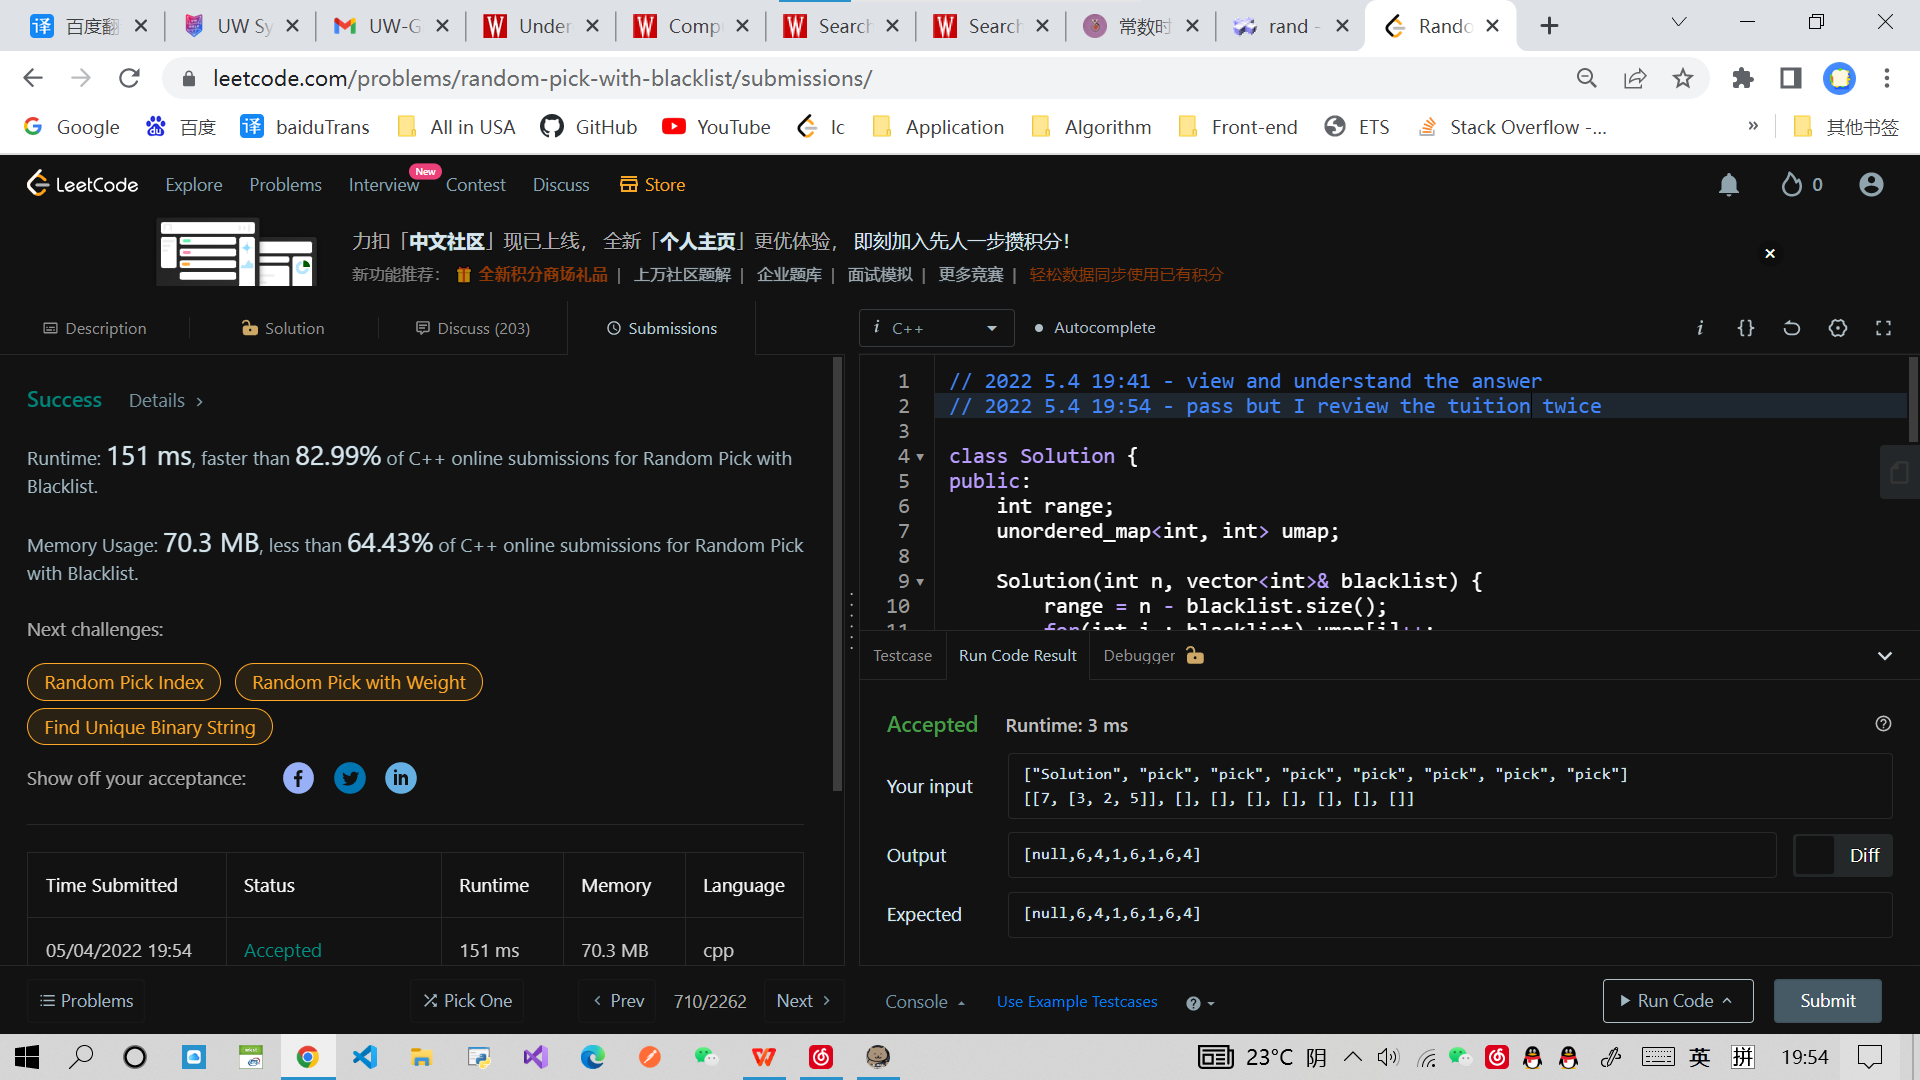 译 百度翻 UW Sy UW-G Under Comp Search Search 常数时 rand - Rando
leetcode.com/problems/random-pick-with-blacklist/submissions/
Google 百度 译 baiduTrans All in USA GitHub YouTube lc Application Algorithm Front-end ETS Stack Overflow -... » 其他书签
LeetCode Explore Problems Interview New Contest Discuss Store 0
力扣「中文社区」现已上线， 全新「个人主页」更优体验， 即刻加入先人一步攒积分！
新功能推荐： 全新积分商场礼品 | 上万社区题解 | 企业题库 | 面试模拟 | 更多竞赛 | 轻松数据同步使用已有积分
Description Solution Discuss (203) Submissions
i C++ Autocomplete i {}
Success Details >
Runtime: 151 ms, faster than 82.99% of C++ online submissions for Random Pick with
Blacklist.
Memory Usage: 70.3 MB, less than 64.43% of C++ online submissions for Random Pick
with Blacklist.
Next challenges:
Random Pick Index Random Pick with Weight
Find Unique Binary String
Show off your acceptance:
Time Submitted Status Runtime Memory Language
05/04/2022 19:54 Accepted 151 ms 70.3 MB cpp
1 // 2022 5.4 19:41 - view and understand the answer
2 // 2022 5.4 19:54 - pass but I review the tuition twice
3
4 class Solution {
5 public:
6 int range;
7 unordered_map<int, int> umap;
8
9 Solution(int n, vector<int>& blacklist) {
10 range = n - blacklist.size();
11 for(int i : blacklist) umap[i]++;
Testcase Run Code Result Debugger
Accepted Runtime: 3 ms
Your input
["Solution", "pick", "pick", "pick", "pick", "pick", "pick", "pick"]
[[7, [3, 2, 5]], [], [], [], [], [], [], []]
Output [null,6,4,1,6,1,6,4] Diff
Expected [null,6,4,1,6,1,6,4]
Problems Pick One < Prev 710/2262 Next > Console Use Example Testcases Run Code Submit
23°C 阴 英 拼 19:54